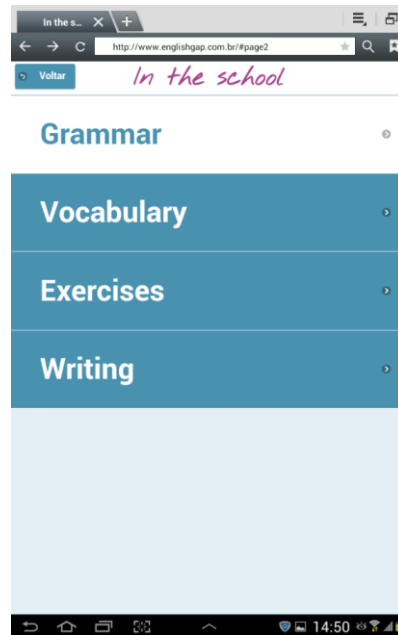 In the s...
http://www.englishgap.com.br/#page2
Voltar
In the school
Grammar
Vocabulary
Exercises
Writing
14:50